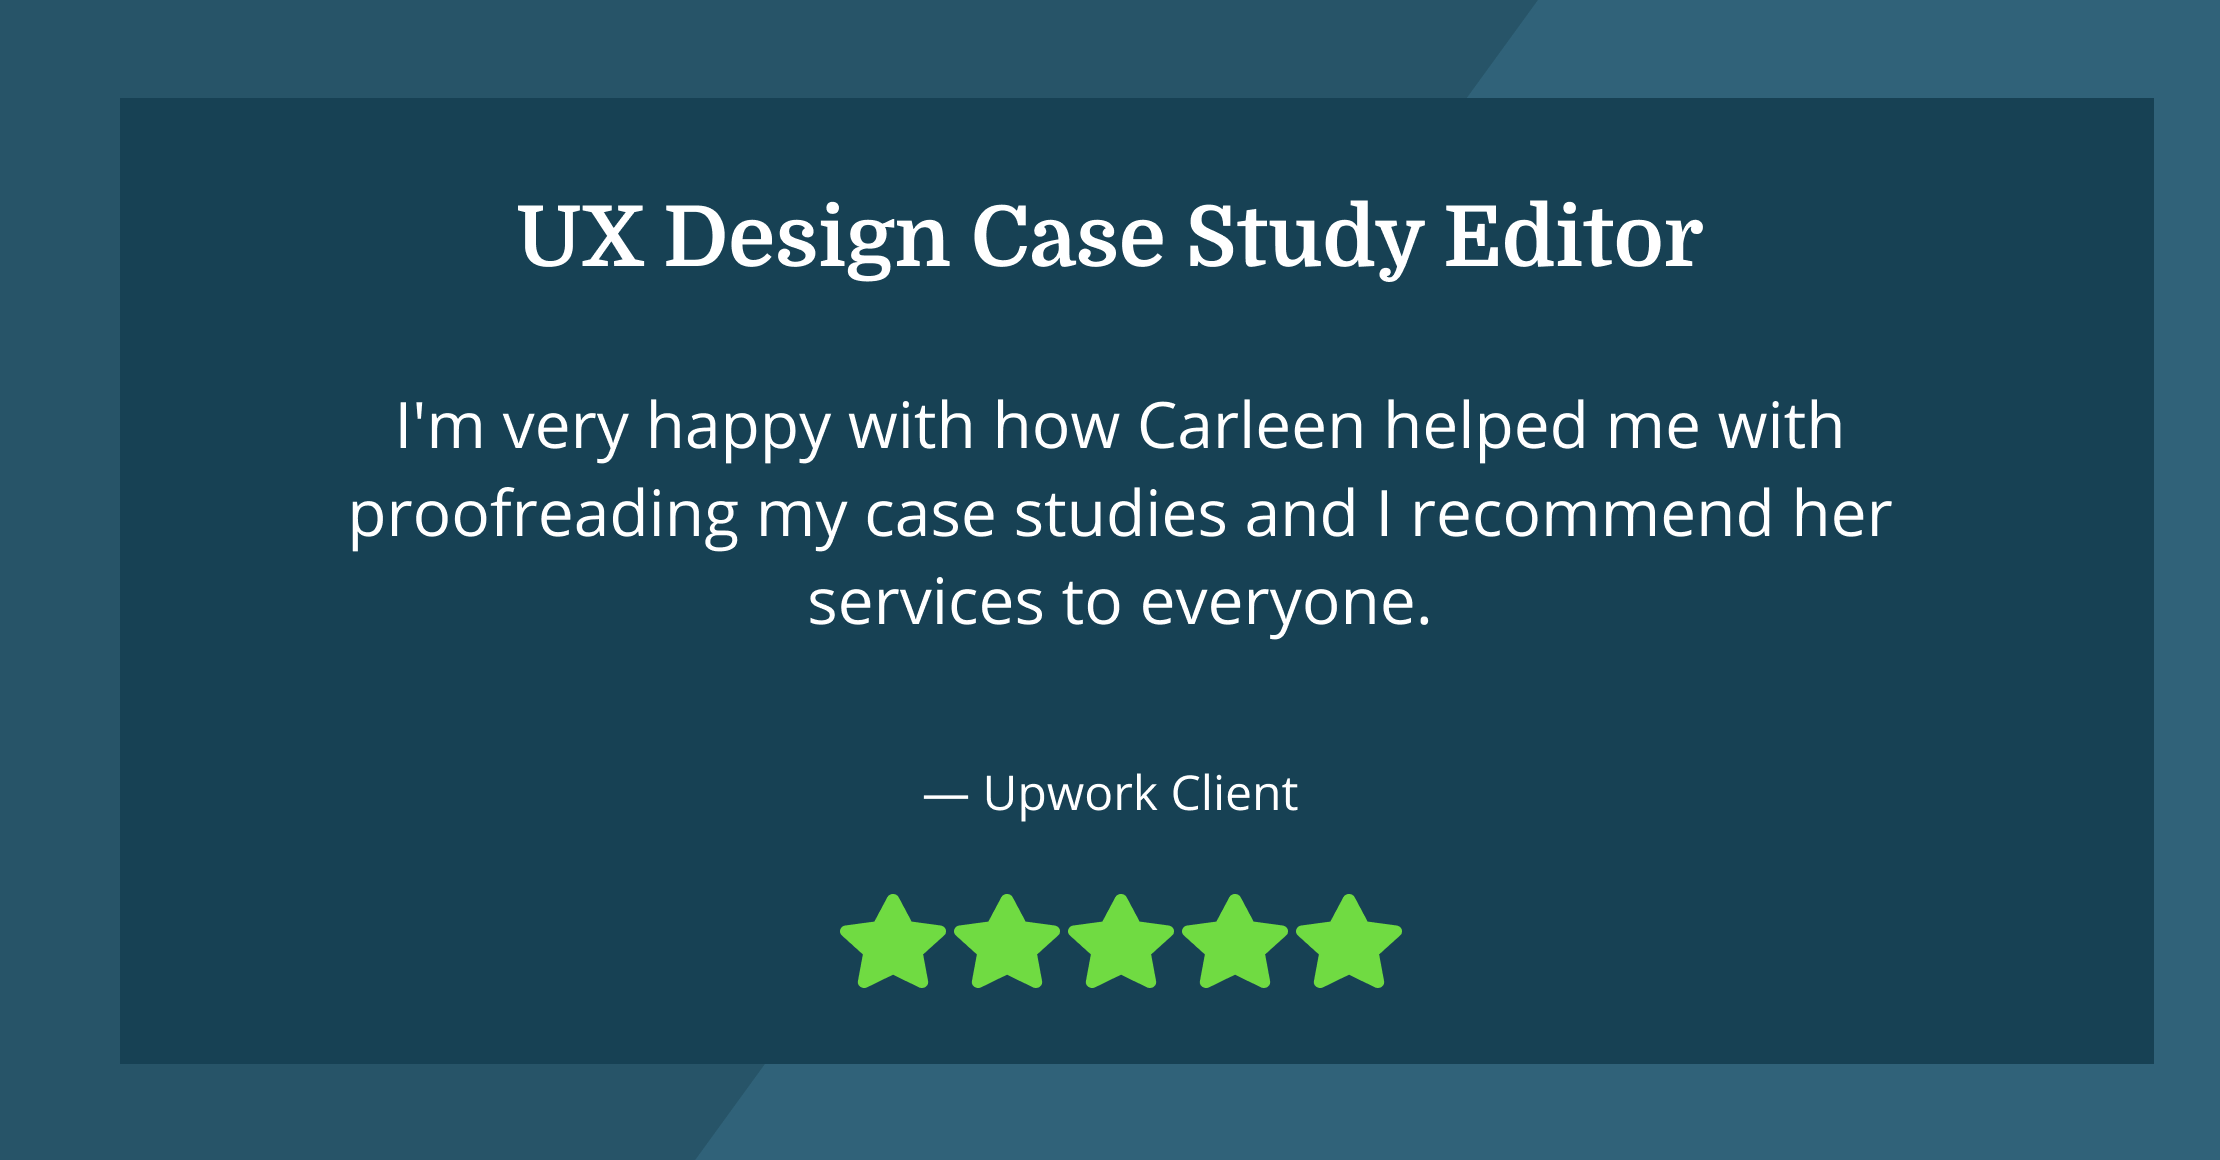 UX Design Case Study Editor
I'm very happy with how Carleen helped me with
proofreading my case studies and I recommend her
services to everyone.
— Upwork Client